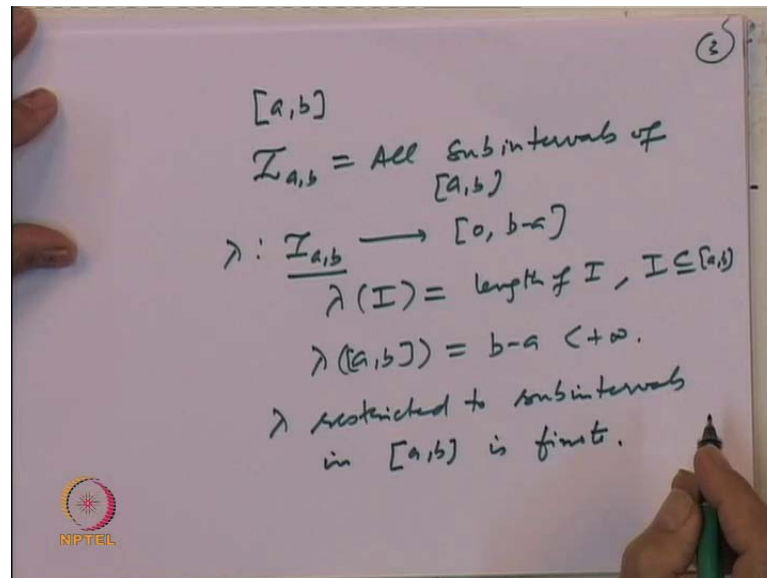 ③
[a,b]
I_{a,b} = All subintervals of
[a,b]
λ : I_{a,b} ⟶ [0, b-a]
λ(I) = length of I, I ⊆ [a,b]
λ([a,b]) = b-a < +∞.
λ restricted to subintervals
in [a,b] is finite.
NPTEL